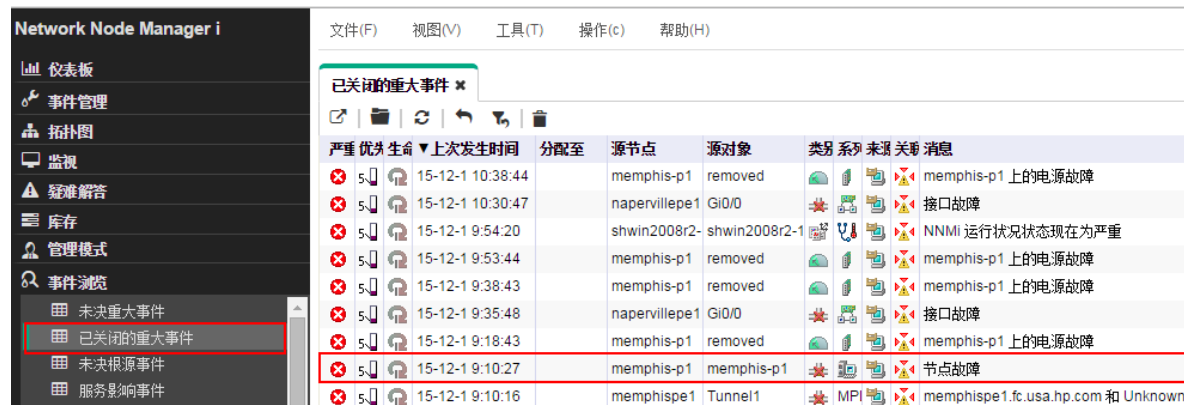 Network Node Manager i
文件(F) 视图(V) 工具(T) 操作(c) 帮助(H)
仪表板
事件管理
拓扑图
监视
疑难解答
库存
管理模式
事件浏览
未决重大事件
已关闭的重大事件
未决根源事件
服务影响事件
已关闭的重大事件
严重 优先 生命 ▼上次发生时间 分配至 源节点 源对象 类别 系列 来源 关联 消息
5 15-12-1 10:38:44 memphis-p1 removed memphis-p1 上的电源故障
5 15-12-1 10:30:47 napervillepe1 Gi0/0 接口故障
5 15-12-1 9:54:20 shwin2008r2- shwin2008r2-1 NNMi 运行状况状态现在为严重
5 15-12-1 9:53:44 memphis-p1 removed memphis-p1 上的电源故障
5 15-12-1 9:38:43 memphis-p1 removed memphis-p1 上的电源故障
5 15-12-1 9:35:48 napervillepe1 Gi0/0 接口故障
5 15-12-1 9:18:43 memphis-p1 removed memphis-p1 上的电源故障
5 15-12-1 9:10:27 memphis-p1 memphis-p1 节点故障
5 15-12-1 9:10:16 memphispe1 Tunnel1 MPI memphispe1.fc.usa.hp.com 和 Unknown